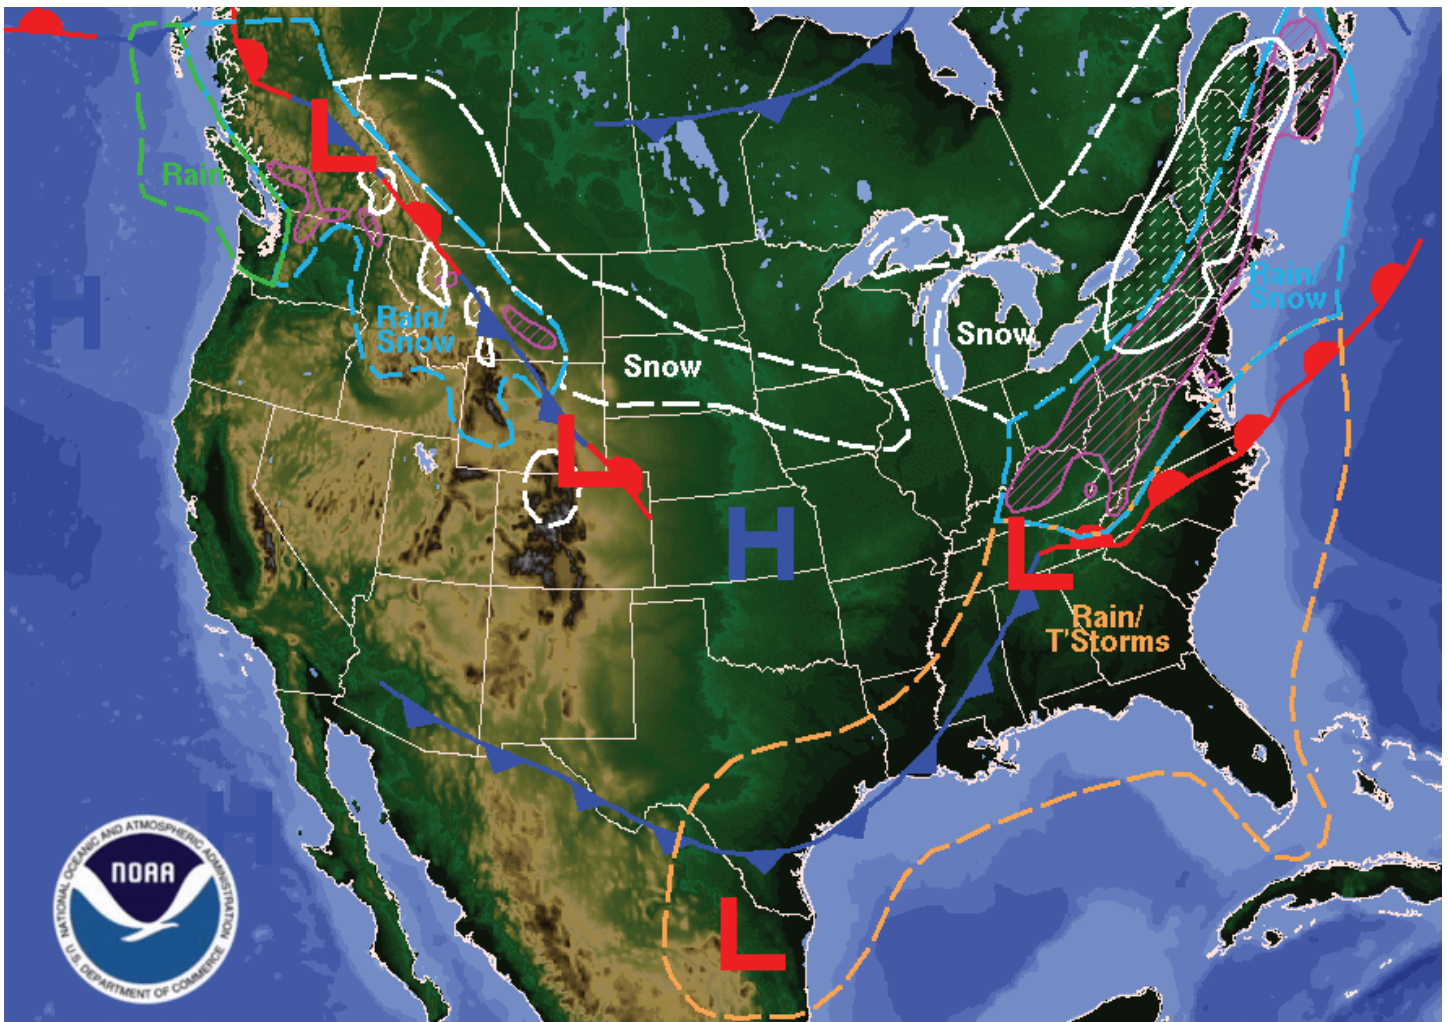 L
Rain
H
Rain/
Snow
Snow
Snow
Rain/
Snow
L
H
L
Rain/
T'Storms
H
L
NATIONAL OCEANIC AND ATMOSPHERIC ADMINISTRATION
NOAA
U.S. DEPARTMENT OF COMMERCE